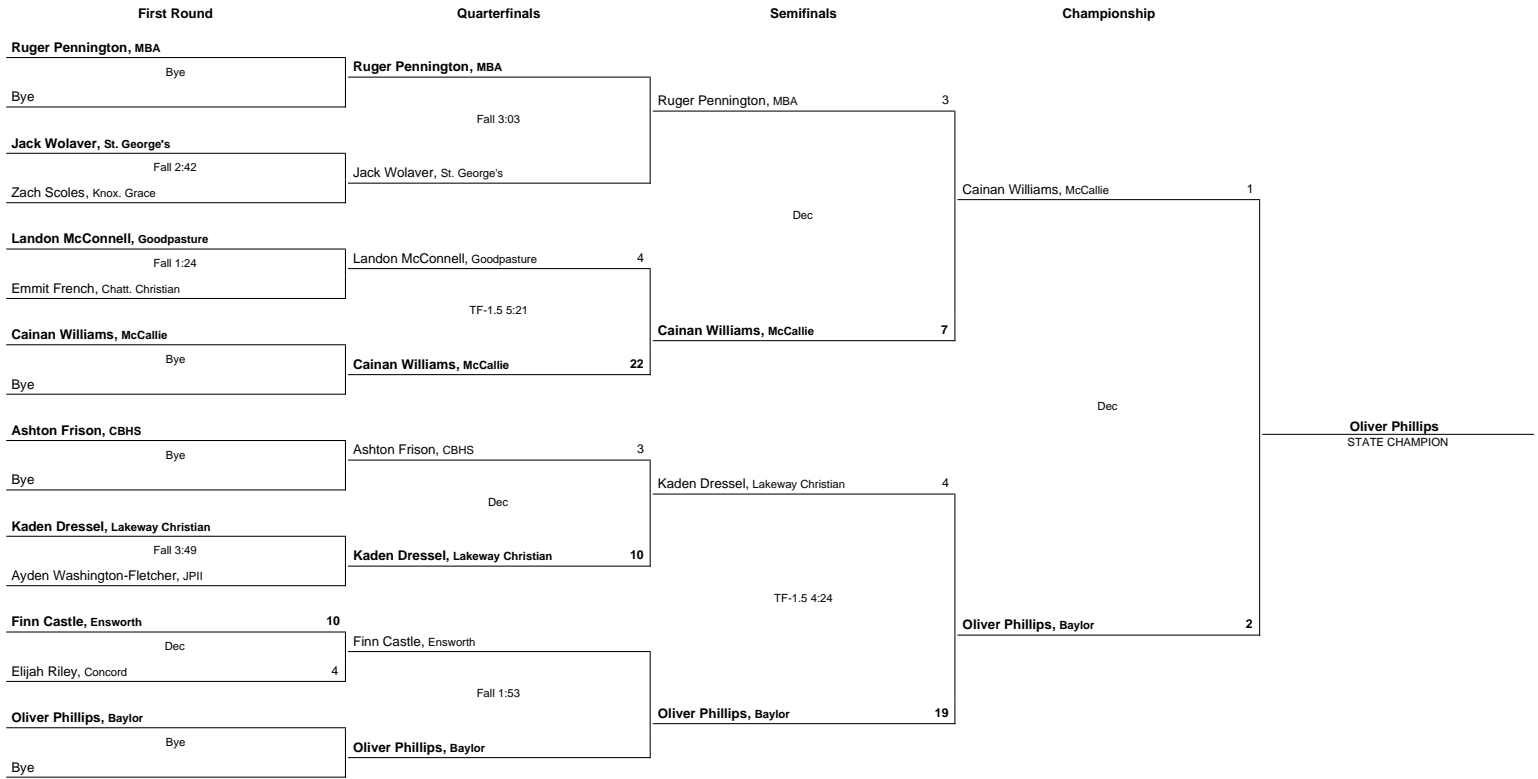 First Round Quarterfinals Semifinals Championship
Ruger Pennington, MBA
Bye
Bye
Jack Wolaver, St. George's
Fall 2:42
Zach Scoles, Knox. Grace
Landon McConnell, Goodpasture
Fall 1:24
Emmit French, Chatt. Christian
Cainan Williams, McCallie
Bye
Bye
Ashton Frison, CBHS
Bye
Bye
Kaden Dressel, Lakeway Christian
Fall 3:49
Ayden Washington-Fletcher, JPII
Finn Castle, Ensworth 10
Dec
Elijah Riley, Concord 4
Oliver Phillips, Baylor
Bye
Bye
Ruger Pennington, MBA
Fall 3:03
Jack Wolaver, St. George's
Landon McConnell, Goodpasture 4
TF-1.5 5:21
Cainan Williams, McCallie 22
Ashton Frison, CBHS 3
Dec
Kaden Dressel, Lakeway Christian 10
Finn Castle, Ensworth
Fall 1:53
Oliver Phillips, Baylor
Ruger Pennington, MBA 3
Dec
Cainan Williams, McCallie 7
Kaden Dressel, Lakeway Christian 4
TF-1.5 4:24
Oliver Phillips, Baylor 19
Cainan Williams, McCallie 1
Dec
Oliver Phillips, Baylor 2
Oliver Phillips
STATE CHAMPION